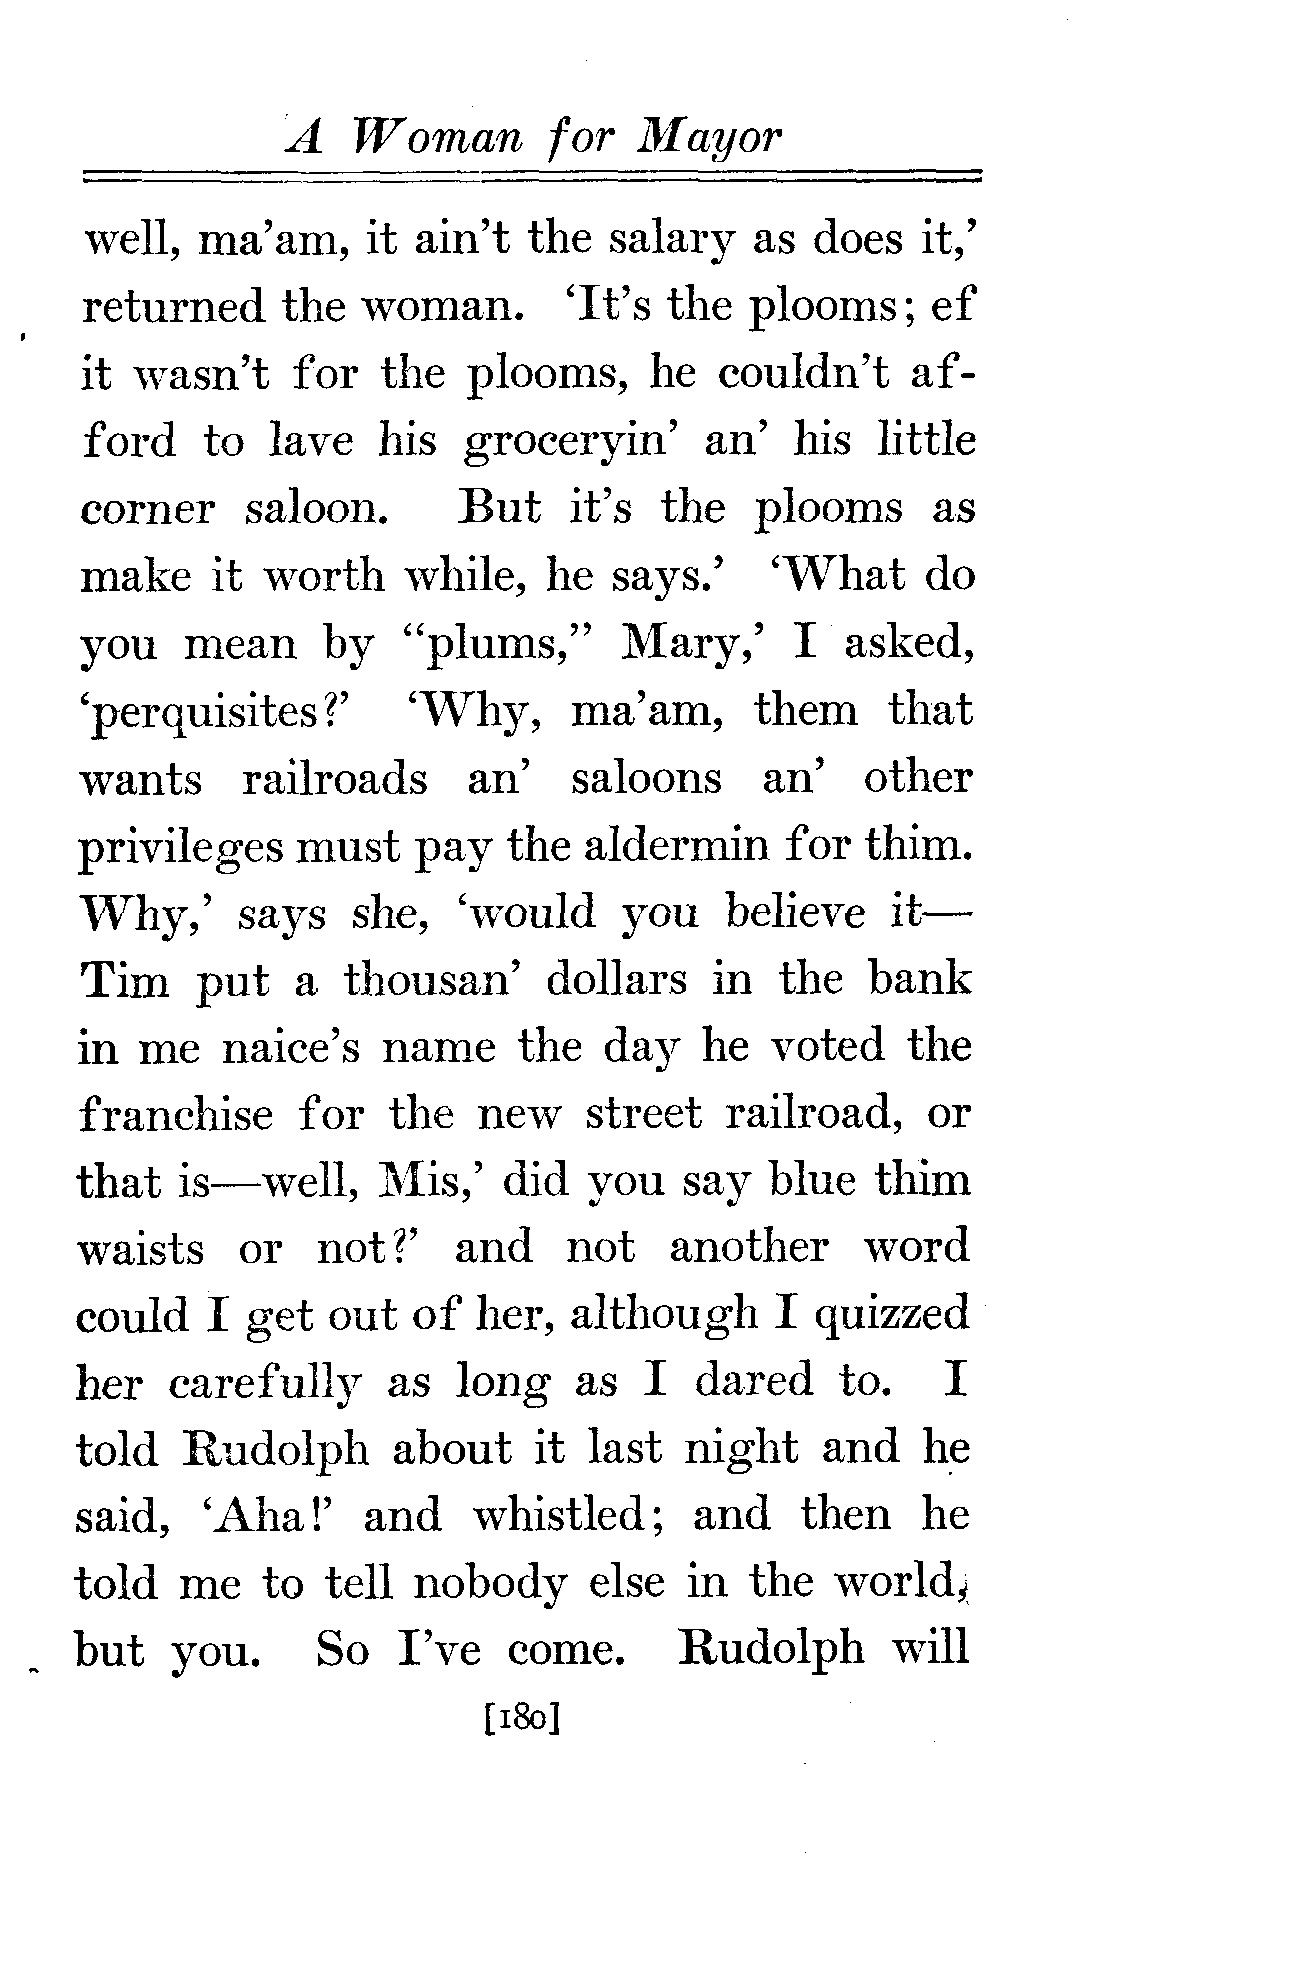 A Woman for Mayor
well, ma'am, it ain't the salary as does it,'
returned the woman. 'It's the plooms; ef
it wasn't for the plooms, he couldn't af-
ford to lave his groceryin' an' his little
corner saloon. But it's the plooms as
make it worth while, he says.' 'What do
you mean by "plums," Mary,' I asked,
'perquisites?' 'Why, ma'am, them that
wants railroads an' saloons an' other
privileges must pay the aldermin for thim.
Why,' says she, 'would you believe it—
Tim put a thousan' dollars in the bank
in me naice's name the day he voted the
franchise for the new street railroad, or
that is—well, Mis,' did you say blue thim
waists or not?' and not another word
could I get out of her, although I quizzed
her carefully as long as I dared to. I
told Rudolph about it last night and he
said, 'Aha!' and whistled; and then he
told me to tell nobody else in the world,
but you. So I've come. Rudolph will
[180]